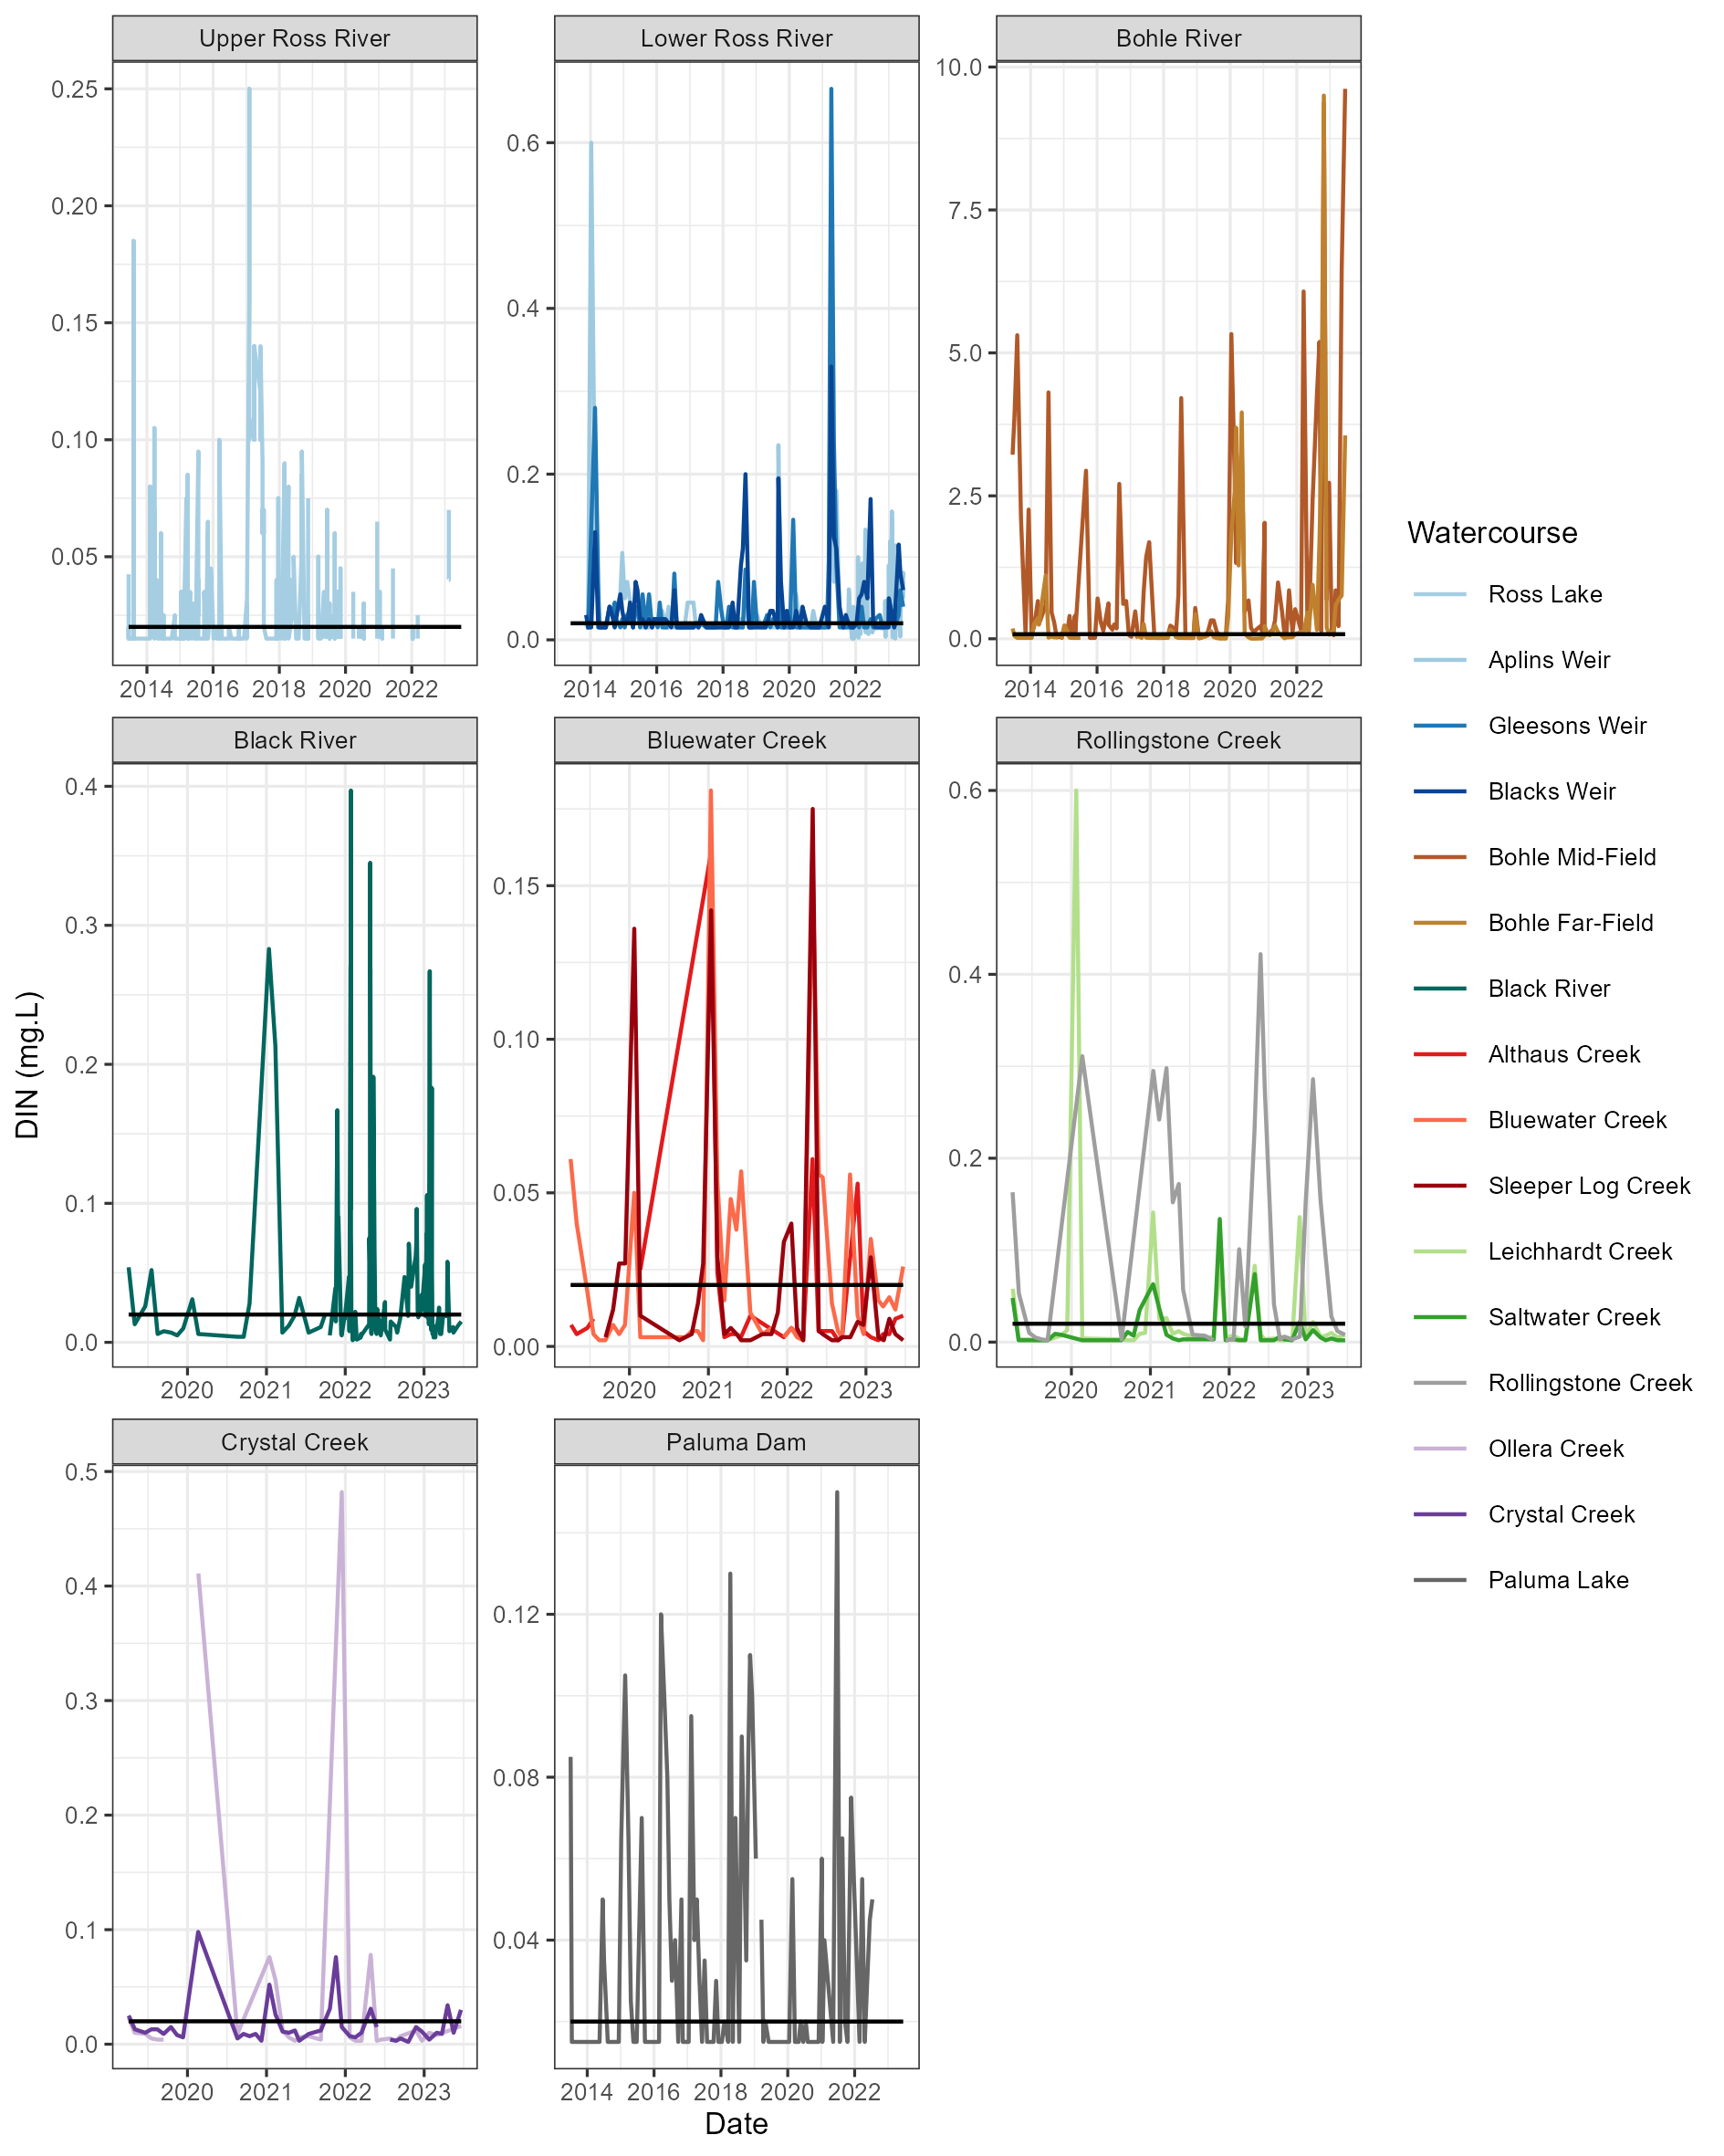 Upper Ross River
Lower Ross River
Bohle River
0.25
0.20
0.15
0.10
0.05
0.6
0.4
0.2
0.0
10.0
7.5
5.0
2.5
0.0
2014 2016 2018 2020 2022
2014 2016 2018 2020 2022
2014 2016 2018 2020 2022
Black River
Bluewater Creek
Rollingstone Creek
0.4
0.3
0.2
0.1
0.0
0.15
0.10
0.05
0.00
0.6
0.4
0.2
0.0
2020 2021 2022 2023
2020 2021 2022 2023
2020 2021 2022 2023
Crystal Creek
Paluma Dam
0.5
0.4
0.3
0.2
0.1
0.0
0.12
0.08
0.04
2020 2021 2022 2023
2014 2016 2018 2020 2022
DIN (mg.L)
Date
Watercourse
Ross Lake
Aplins Weir
Gleesons Weir
Blacks Weir
Bohle Mid-Field
Bohle Far-Field
Black River
Althaus Creek
Bluewater Creek
Sleeper Log Creek
Leichhardt Creek
Saltwater Creek
Rollingstone Creek
Ollera Creek
Crystal Creek
Paluma Lake